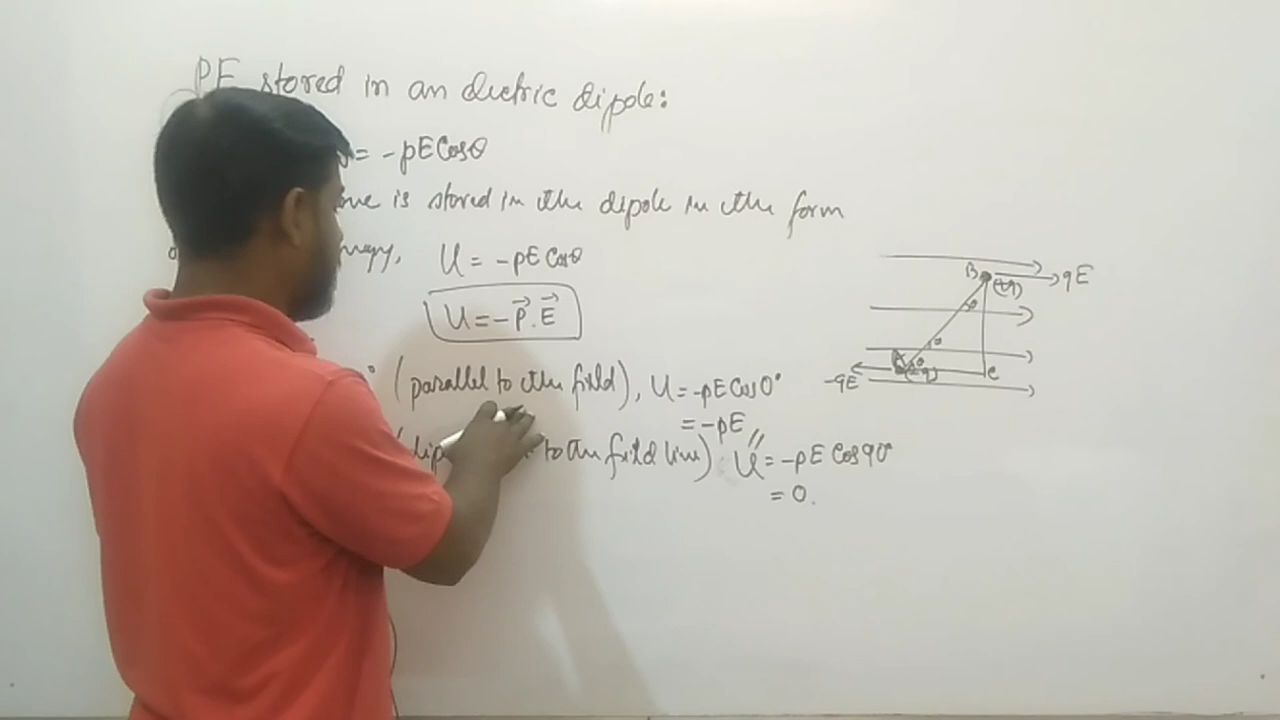 PE stored in an electric dipole:
= -pE Cosθ
is stored in the dipole in the form
U = -pE Cosθ
U = -P⃗.E⃗
(parallel to the field), U = -pE Cos0°
= -pE
to the field line) U = -pE Cos90°
= 0.
B (+q) qE
θ
θ
A θ (-q) C
-qE